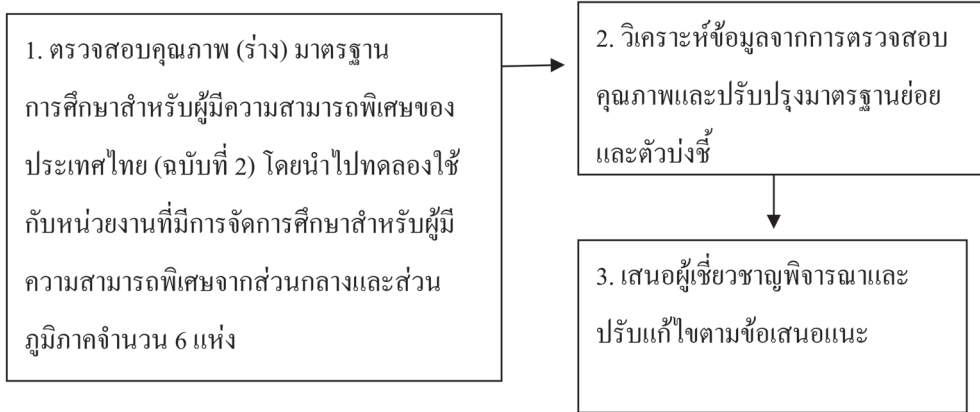 1. ตรวจสอบคุณภาพ (ร่าง) มาตรฐาน
การศึกษาสำหรับผู้มีความสามารถพิเศษของ
ประเทศไทย (ฉบับที่ 2) โดยนำไปทดลองใช้
กับหน่วยงานที่มีการจัดการศึกษาสำหรับผู้มี
ความสามารถพิเศษจากส่วนกลางและส่วน
ภูมิภาคจำนวน 6 แห่ง
2. วิเคราะห์ข้อมูลจากการตรวจสอบ
คุณภาพและปรับปรุงมาตรฐานย่อย
และตัวบ่งชี้
3. เสนอผู้เชี่ยวชาญพิจารณาและ
ปรับแก้ไขตามข้อเสนอแนะ